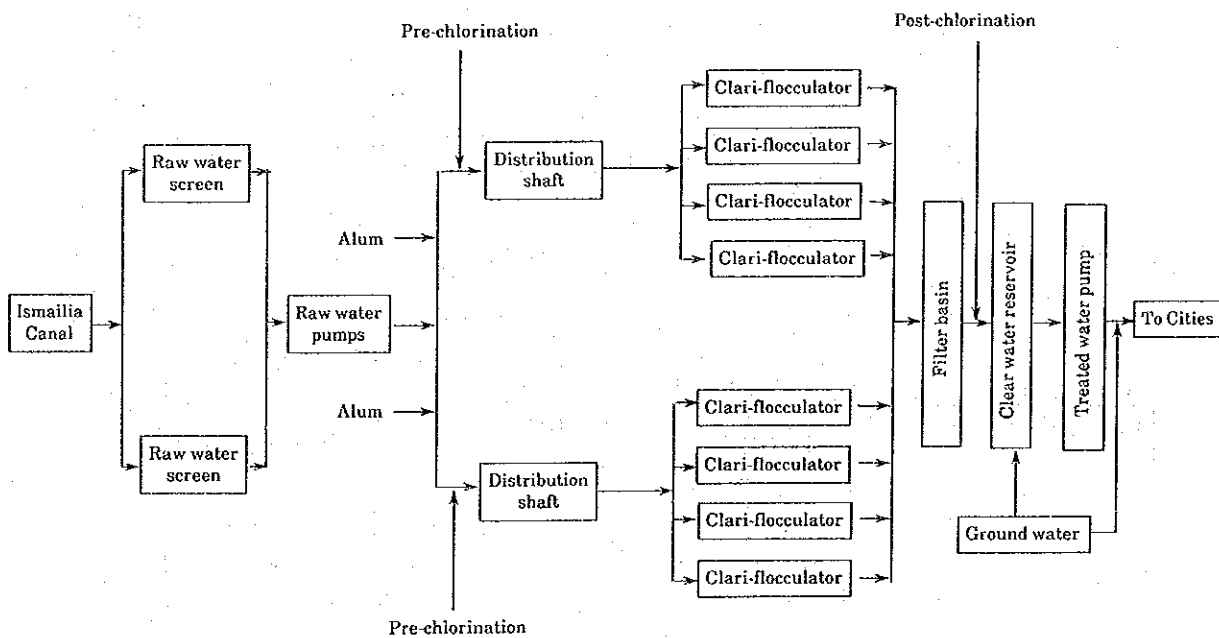 Post-chlorination
Pre-chlorination
Clari-flocculator
Clari-flocculator
Clari-flocculator
Clari-flocculator
Raw water
screen
Distribution
shaft
Alum
Ismailia
Canal
Raw water
pumps
Filter basin
Clear water reservoir
Treated water pump
To Cities
Alum
Clari-flocculator
Clari-flocculator
Clari-flocculator
Clari-flocculator
Raw water
screen
Distribution
shaft
Ground water
Pre-chlorination